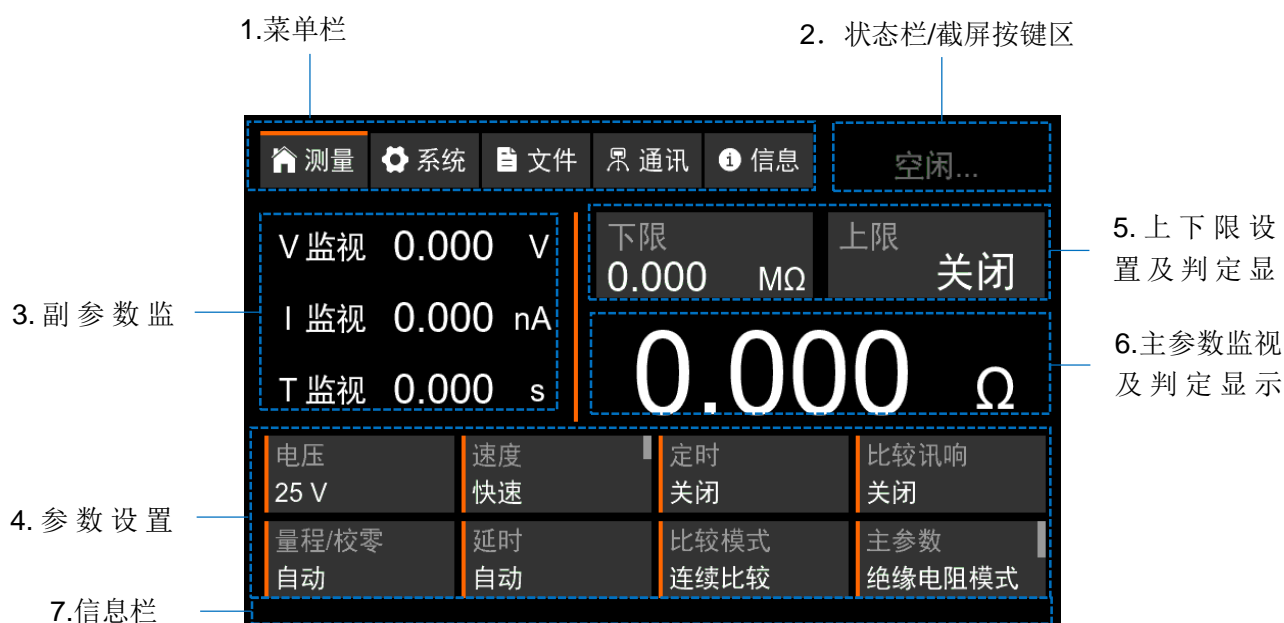 1.菜单栏
2. 状态栏/截屏按键区
测量 系统 文件 通讯 信息
空闲...
V 监视 0.000 V
I 监视 0.000 nA
T 监视 0.000 s
下限
0.000 MΩ
上限
关闭
0.000 Ω
3. 副参数监
5. 上下限设
置及判定显
6.主参数监视
及判定显示
4. 参数设置
电压
25 V
速度
快速
定时
关闭
比较讯响
关闭
量程/校零
自动
延时
自动
比较模式
连续比较
主参数
绝缘电阻模式
7.信息栏